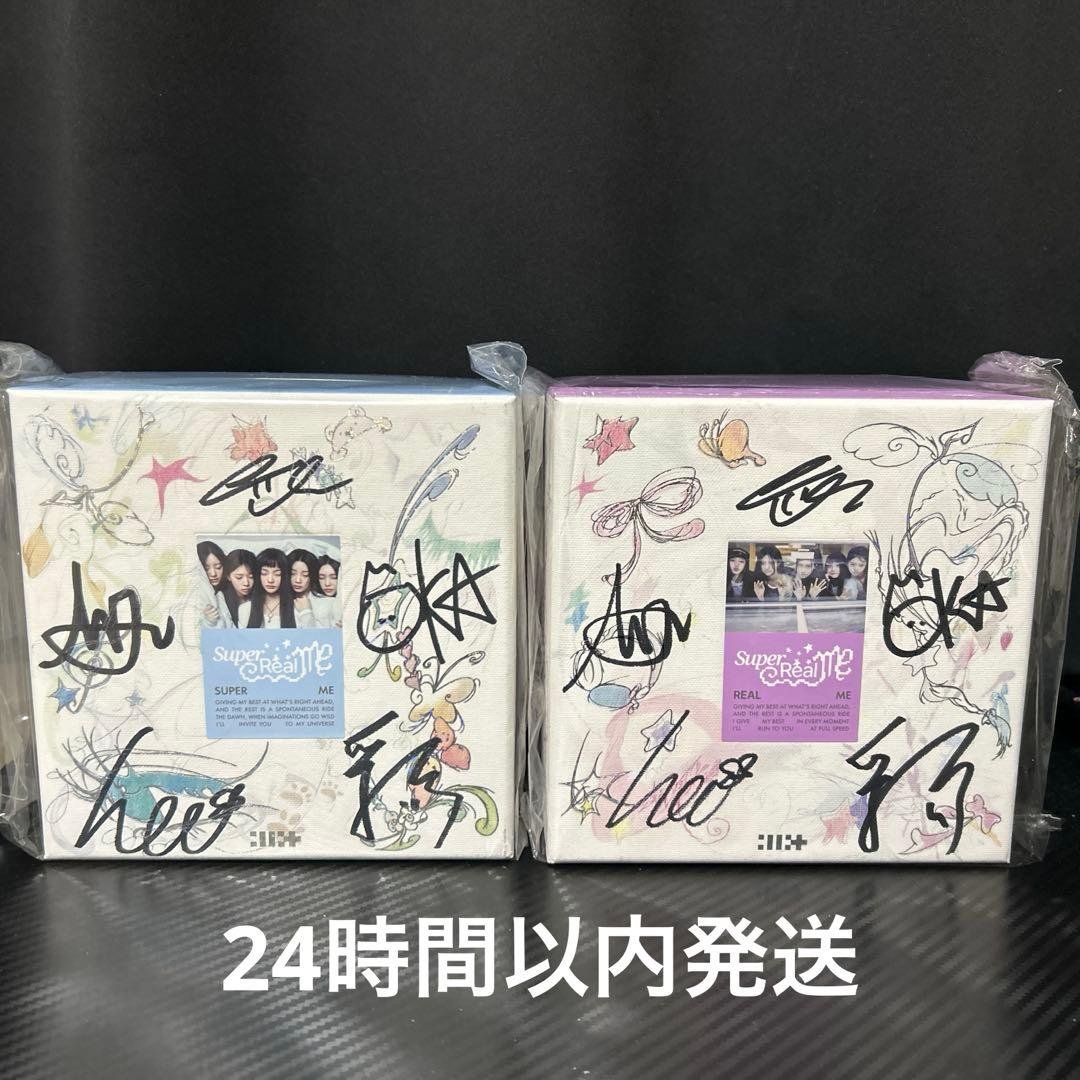 Super Real me
SUPER ME
GIVING MY BEST AT WHAT'S RIGHT AHEAD,
AND THE REST IS A SPONTANEOUS RIDE
THE DAWN, WHEN IMAGINATIONS GO WILD
I'LL INVITE YOU TO MY UNIVERSE
Super Real me
REAL ME
GIVING MY BEST AT WHAT'S RIGHT AHEAD,
AND THE REST IS A SPONTANEOUS RIDE
I GIVE MY BEST IN EVERY MOMENT
I'LL RUN TO YOU AT FULL SPEED
24時間以内発送